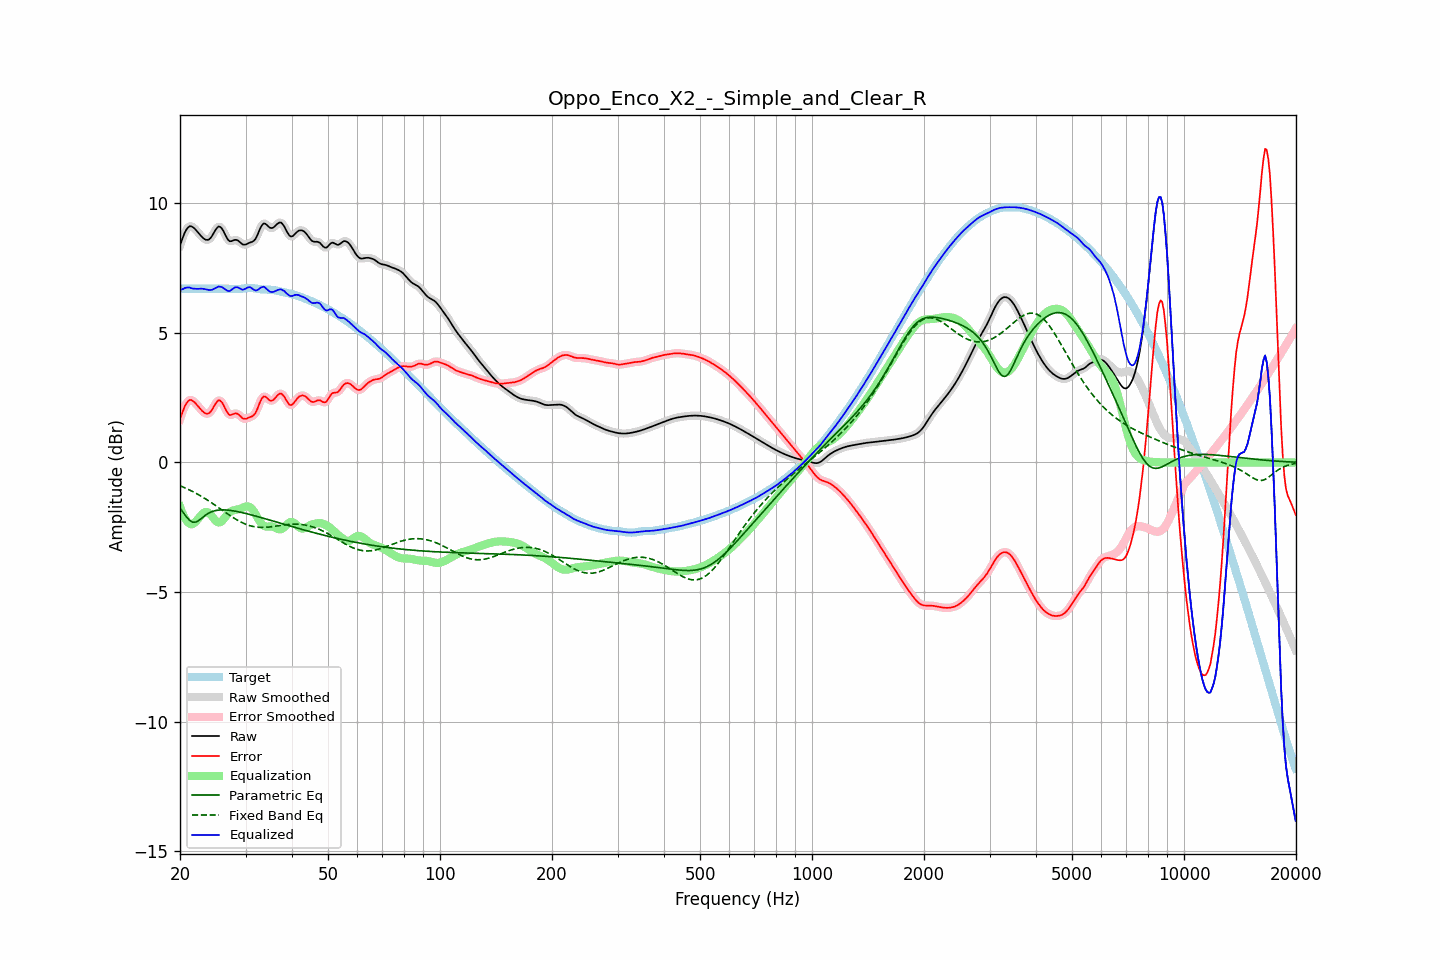 Oppo_Enco_X2_-_Simple_and_Clear_R
10
5
0
−5
−10
−15
Amplitude (dBr)
Target
Raw Smoothed
Error Smoothed
Raw
Error
Equalization
Parametric Eq
Fixed Band Eq
Equalized
20 50 100 200 500 1000 2000 5000 10000 20000
Frequency (Hz)